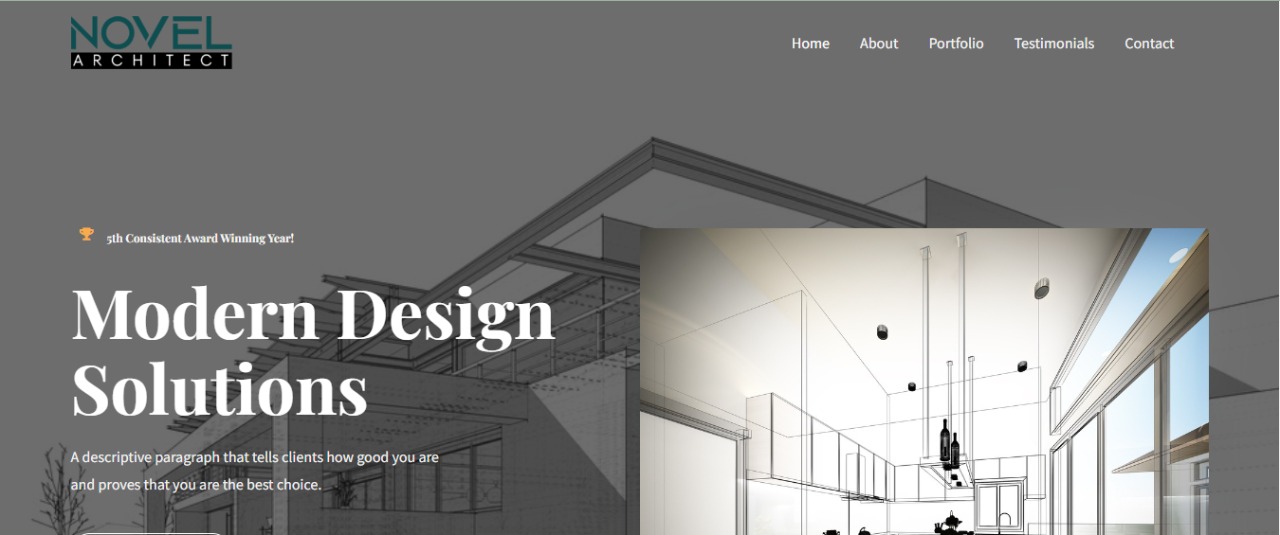 NOVEL
ARCHITECT
Home About Portfolio Testimonials Contact
5th Consistent Award Winning Year!
Modern Design
Solutions
A descriptive paragraph that tells clients how good you are
and proves that you are the best choice.